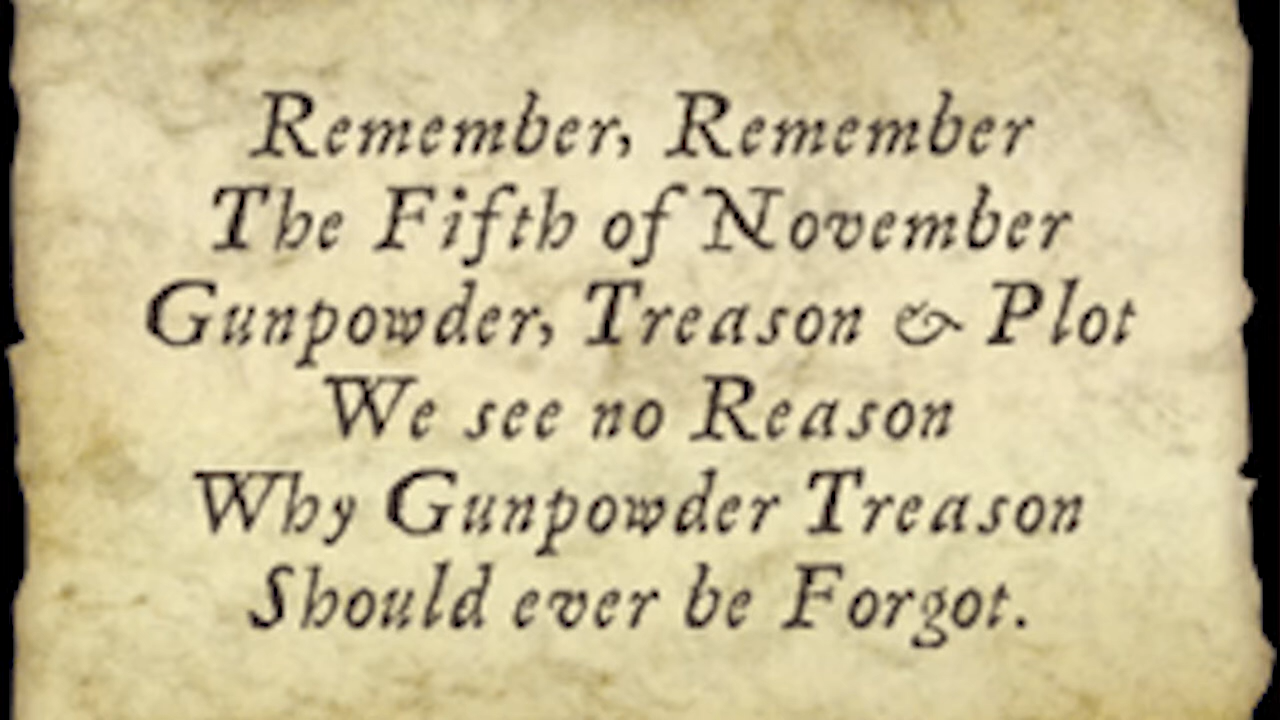 Remember, Remember
The Fifth of November
Gunpowder, Treason & Plot
We see no Reason
Why Gunpowder Treason
Should ever be Forgot.